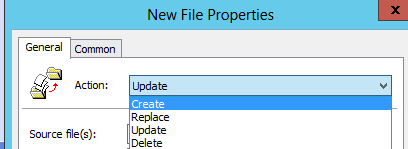 New File Properties
x
General Common
Action: Update
Create
Replace
Update
Source file(s):
Delete